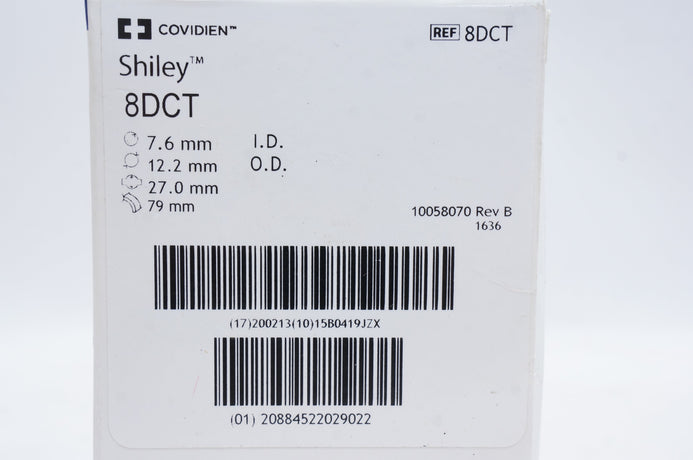 COVIDIEN™
REF 8DCT
Shiley™
8DCT
7.6 mm I.D.
12.2 mm O.D.
27.0 mm
79 mm
10058070 Rev B
1636
(17)200213(10)15B0419JZX
(01) 20884522029022